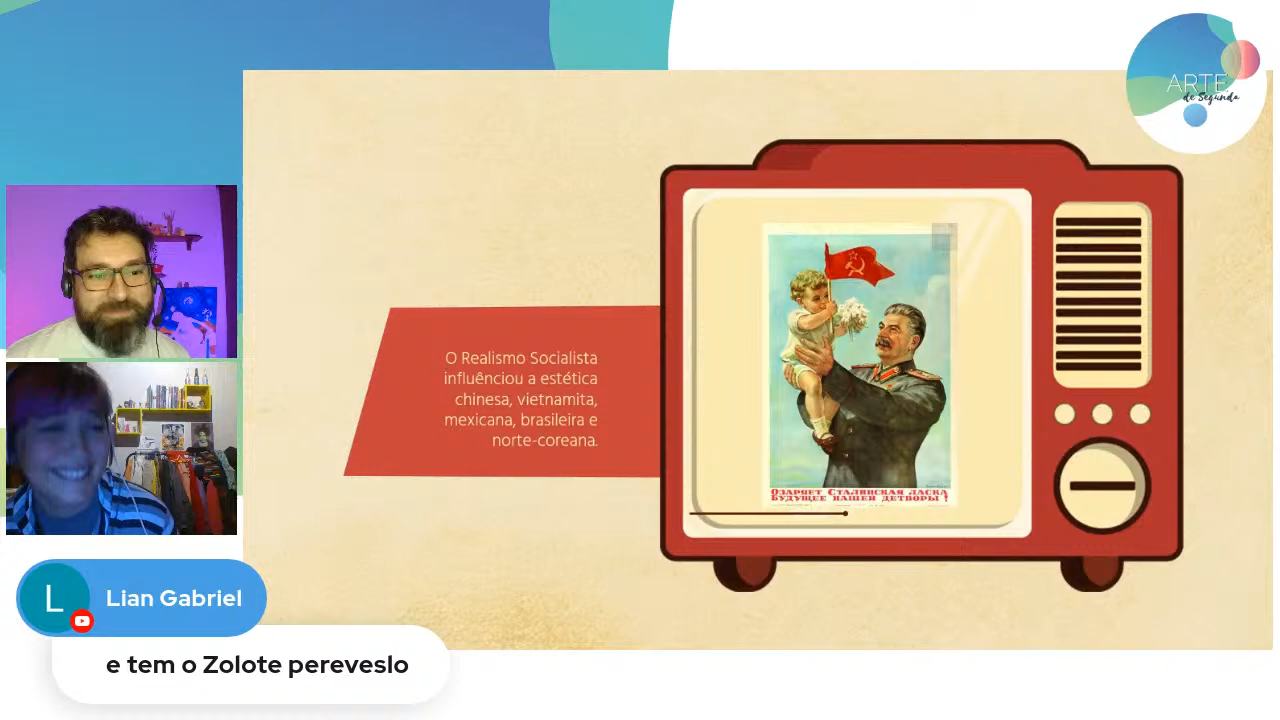 ARTE
de Segunda
O Realismo Socialista
influênciou a estética
chinesa, vietnamita,
mexicana, brasileira e
norte-coreana.
ОЗАРЯЕТ СТАЛИНСКАЯ ЛАСКА
БУДУЩЕЕ НАШЕЙ ДЕТВОРЫ!
L
Lian Gabriel
e tem o Zolote pereveslo